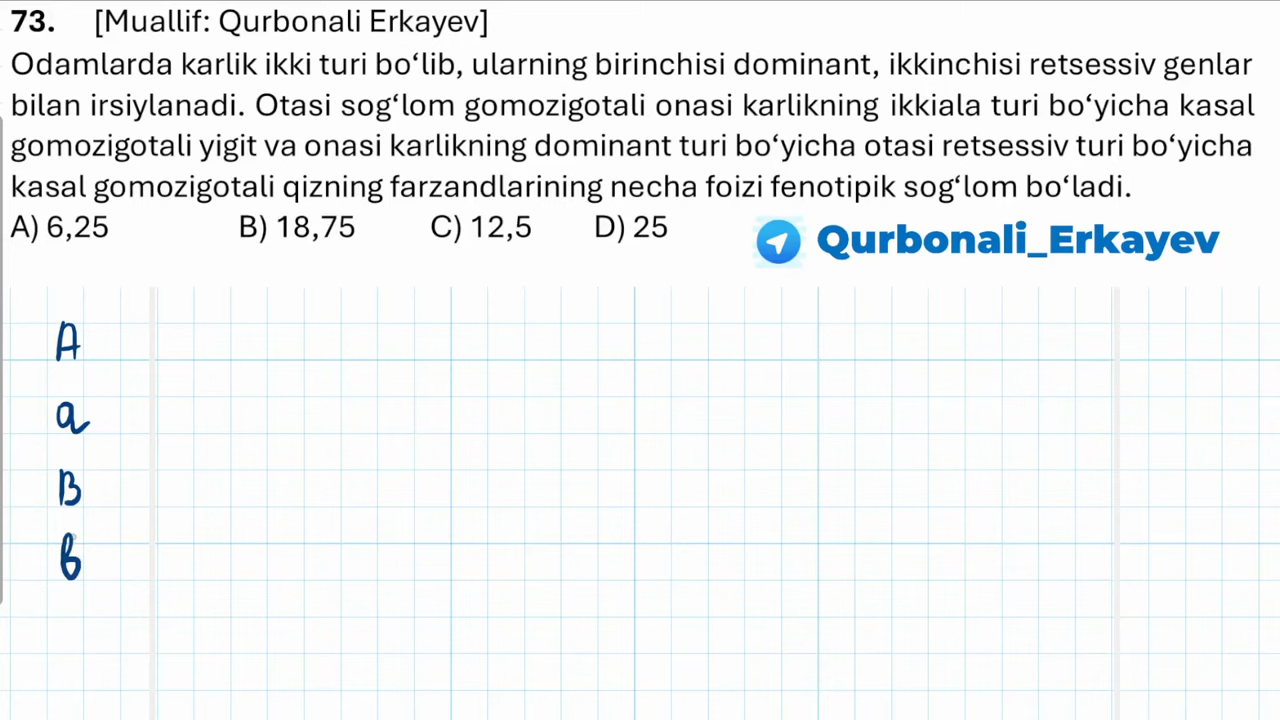 73. [Muallif: Qurbonali Erkayev]
Odamlarda karlik ikki turi bo‘lib, ularning birinchisi dominant, ikkinchisi retsessiv genlar
bilan irsiylanadi. Otasi sog‘lom gomozigotali onasi karlikning ikkiala turi bo‘yicha kasal
gomozigotali yigit va onasi karlikning dominant turi bo‘yicha otasi retsessiv turi bo‘yicha
kasal gomozigotali qizning farzandlarining necha foizi fenotipik sog‘lom bo‘ladi.
A) 6,25 B) 18,75 C) 12,5 D) 25
Qurbonali_Erkayev
A
a
B
b